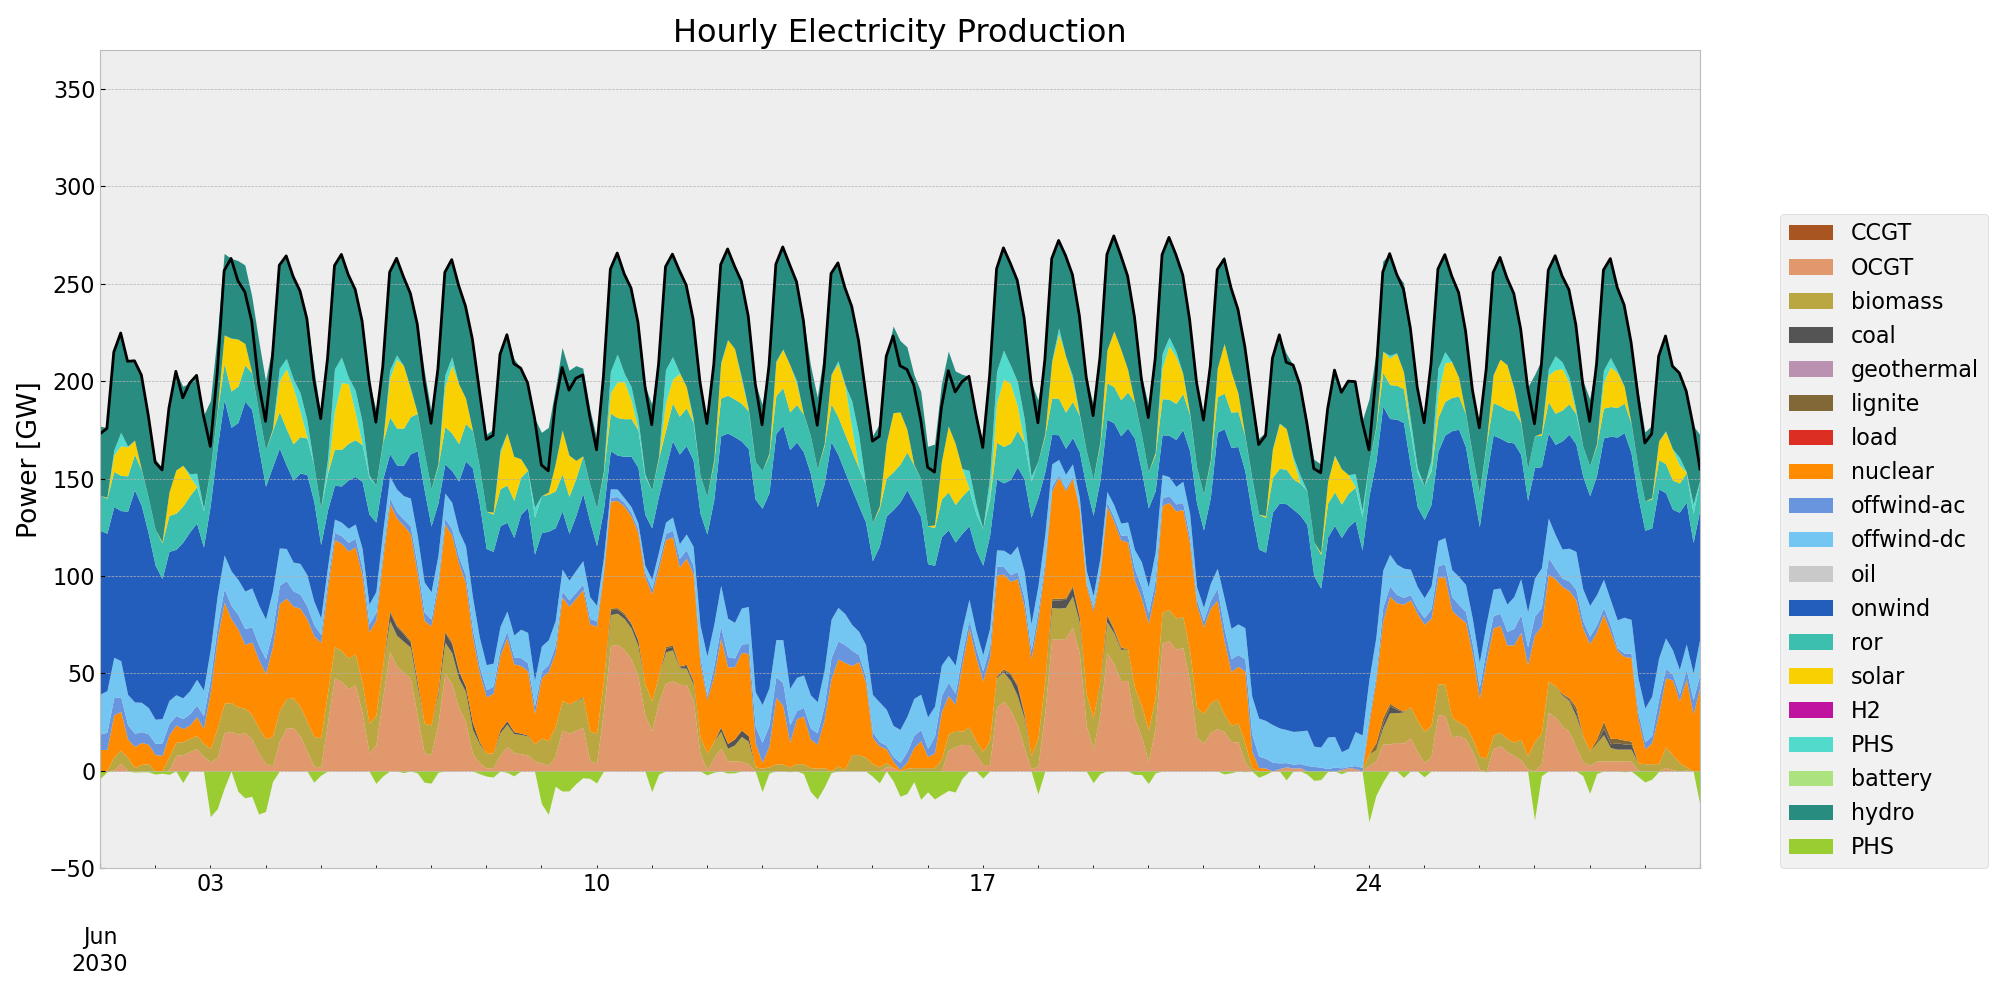 Hourly Electricity Production
Power [GW]
350
300
250
200
150
100
50
0
−50
03
10
17
24
Jun
2030
CCGT
OCGT
biomass
coal
geothermal
lignite
load
nuclear
offwind-ac
offwind-dc
oil
onwind
ror
solar
H2
PHS
battery
hydro
PHS